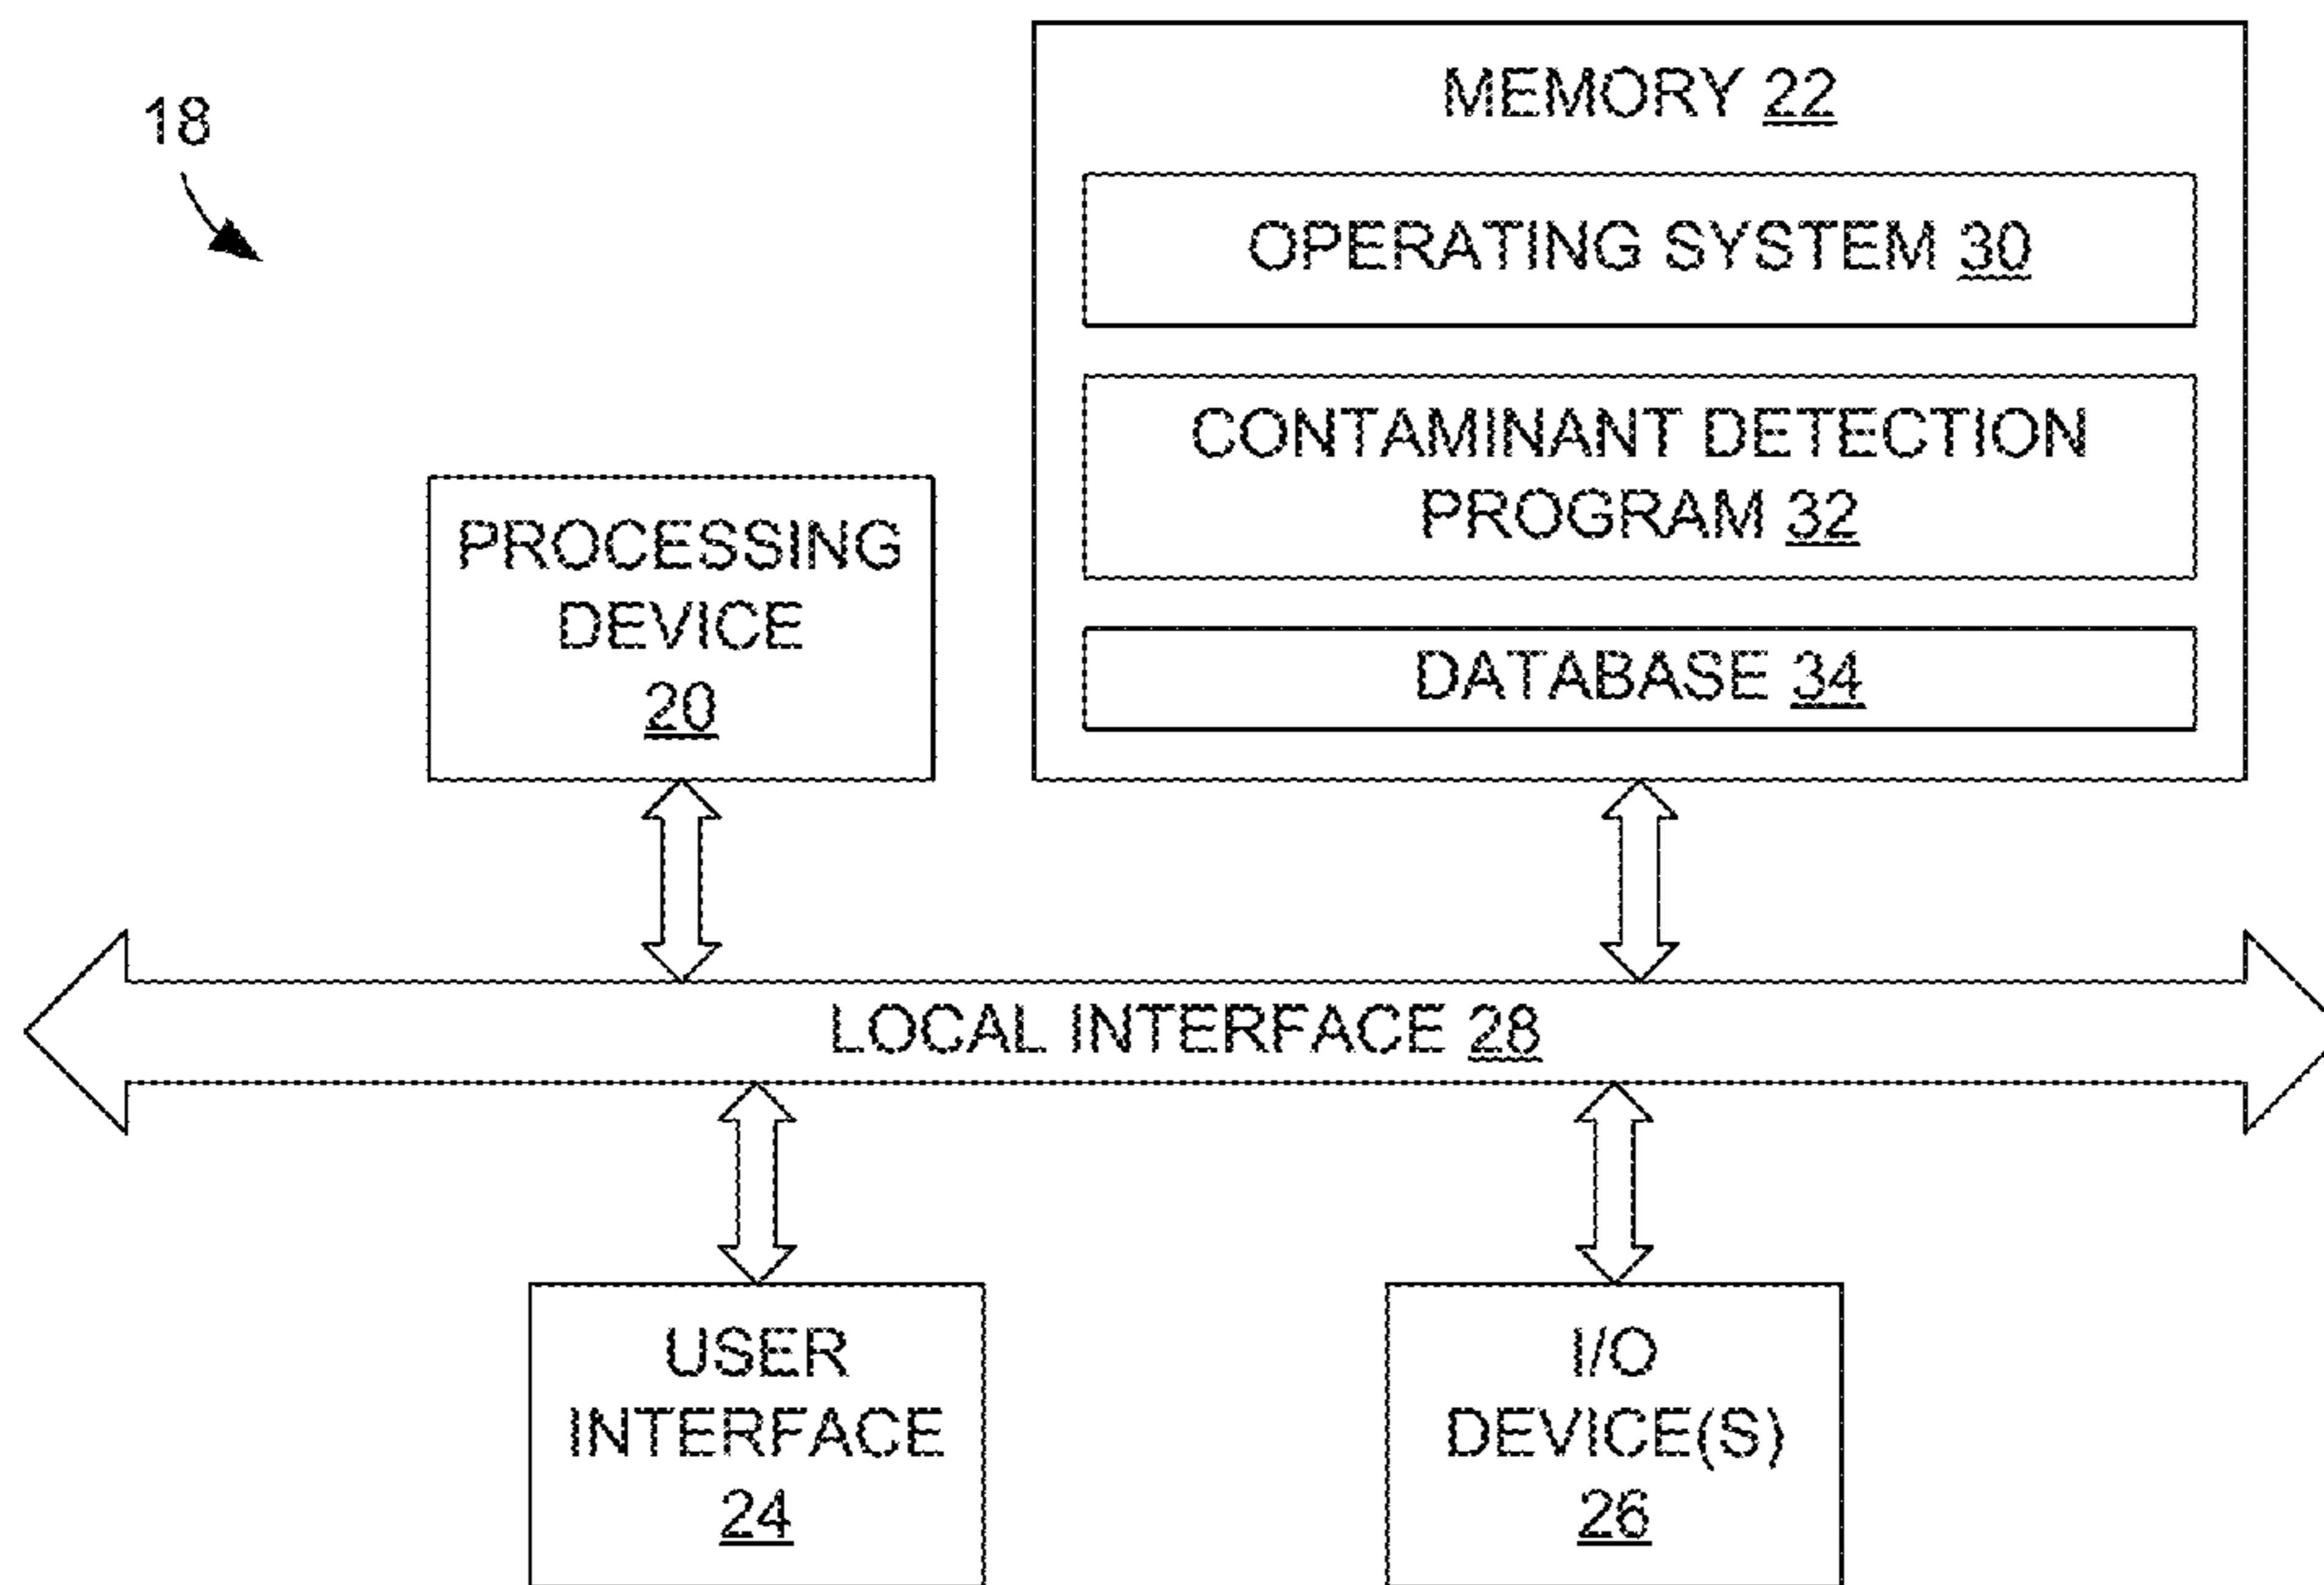 18
MEMORY 22
OPERATING SYSTEM 30
CONTAMINANT DETECTION
PROGRAM 32
DATABASE 34
PROCESSING
DEVICE
20
LOCAL INTERFACE 28
USER
INTERFACE
24
I/O
DEVICE(S)
26